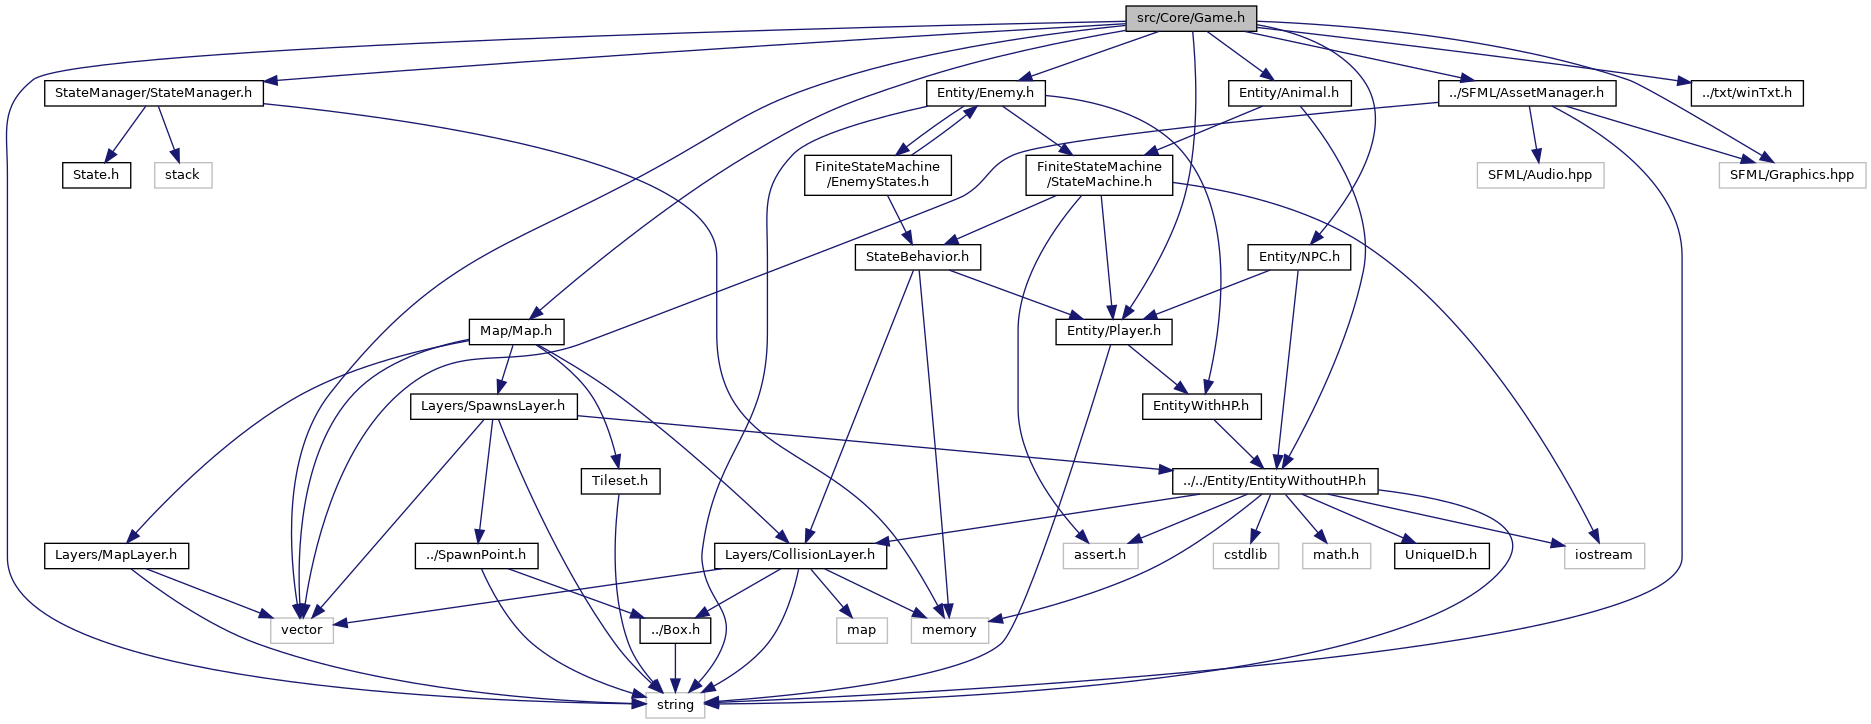 src/Core/Game.h
StateManager/StateManager.h
Entity/Enemy.h
Entity/Animal.h
../SFML/AssetManager.h
../txt/winTxt.h
State.h
stack
FiniteStateMachine
/EnemyStates.h
FiniteStateMachine
/StateMachine.h
SFML/Audio.hpp
SFML/Graphics.hpp
StateBehavior.h
Entity/NPC.h
Map/Map.h
Entity/Player.h
Layers/SpawnsLayer.h
EntityWithHP.h
Tileset.h
../../Entity/EntityWithoutHP.h
Layers/MapLayer.h
../SpawnPoint.h
Layers/CollisionLayer.h
assert.h
cstdlib
math.h
UniqueID.h
iostream
vector
../Box.h
map
memory
string